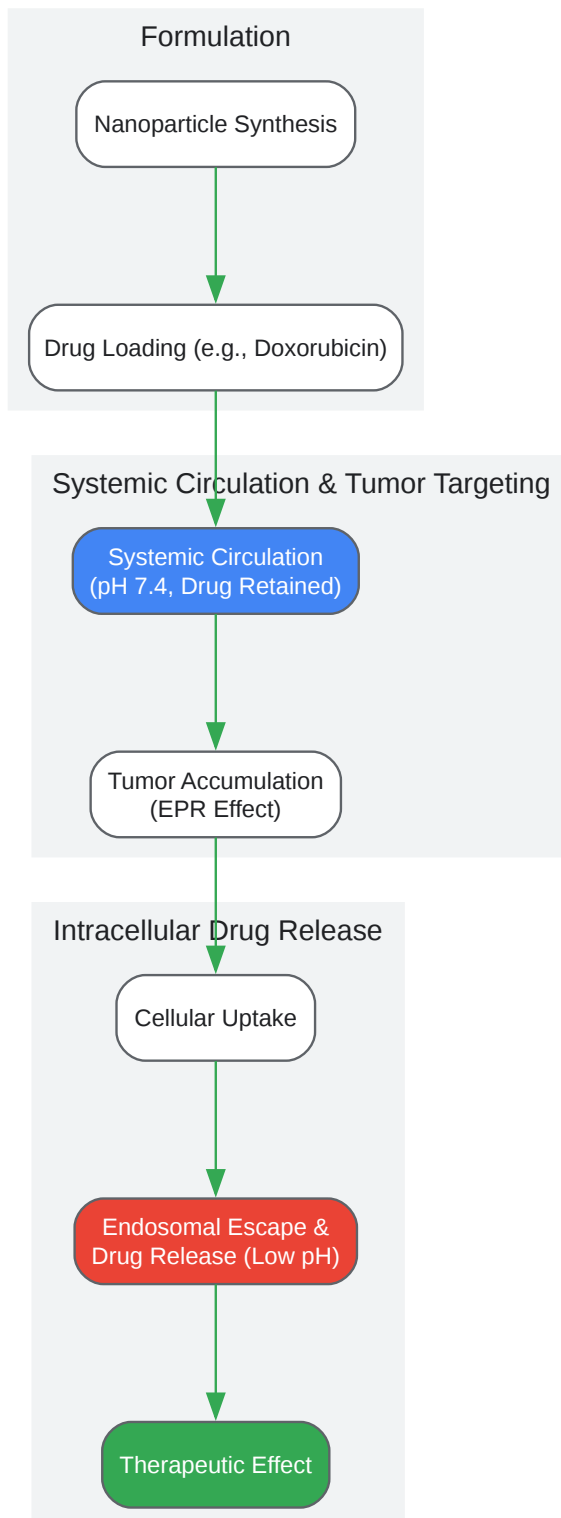 Formulation
Nanoparticle Synthesis
Drug Loading (e.g., Doxorubicin)
Systemic Circulation & Tumor Targeting
Systemic Circulation
(pH 7.4, Drug Retained)
Tumor Accumulation
(EPR Effect)
Intracellular Drug Release
Cellular Uptake
Endosomal Escape &
Drug Release (Low pH)
Therapeutic Effect